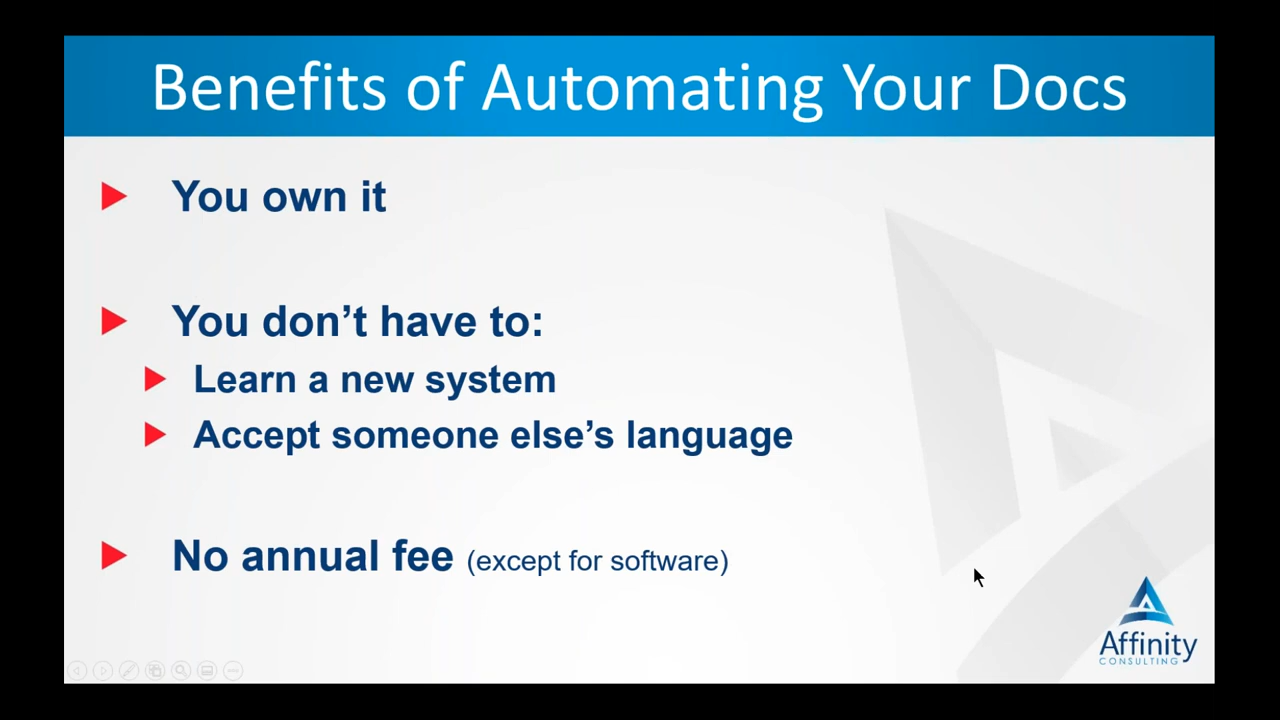 Benefits of Automating Your Docs
You own it
You don’t have to:
Learn a new system
Accept someone else’s language
No annual fee (except for software)
Affinity
CONSULTING